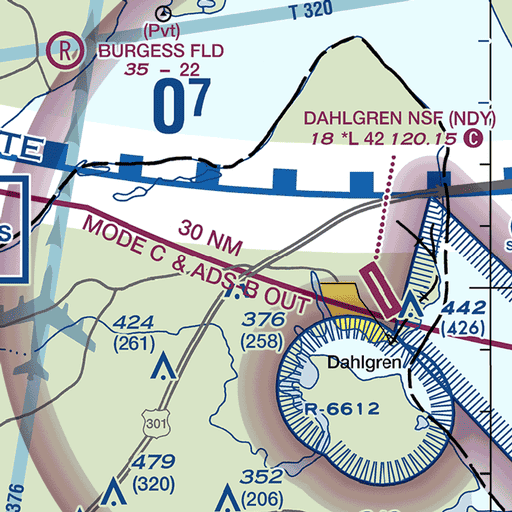 T 320
(Pvt)
R
BURGESS FLD
35 - 22
07
DAHLGREN NSF (NDY)
18 *L 42 120.15 C
TE
S
30 NM
MODE C & ADS-B OUT
442
(426)
424
(261)
376
(258)
Dahlgren
R-6612
301
479
(320)
352
(206)
376